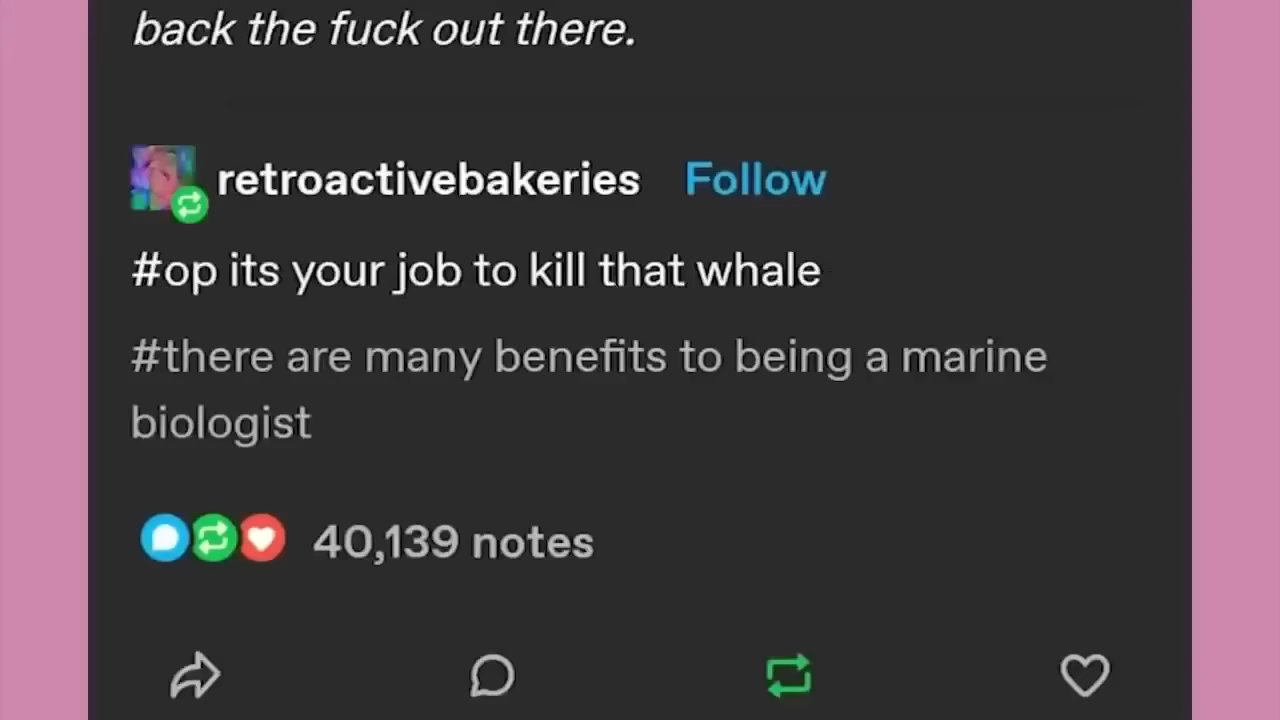 back the fuck out there.
retroactivebakeries Follow
#op its your job to kill that whale
#there are many benefits to being a marine
biologist
40,139 notes